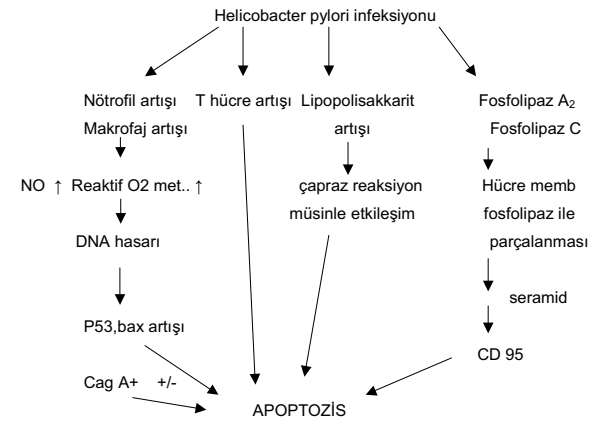 Helicobacter pylori infeksiyonu
Nötrofil artışı T hücre artışı Lipopolisakkarit Fosfolipaz A₂
Makrofaj artışı artışı Fosfolipaz C
NO ↑ Reaktif O2 met.. ↑ çapraz reaksiyon Hücre memb
müsinle etkileşim fosfolipaz ile
DNA hasarı parçalanması
seramid
P53,bax artışı
CD 95
Cag A+ +/-
APOPTOZİS